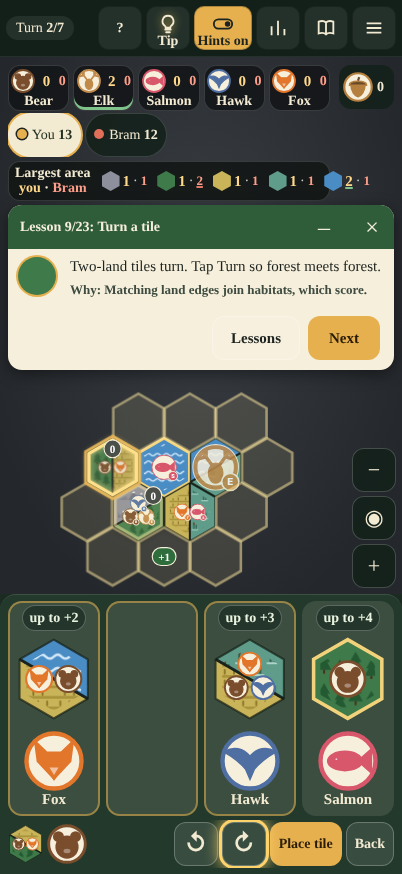 Turn 2/7
?
Tip
Hints on
0 0
Bear
2 0
Elk
0 0
Salmon
0 0
Hawk
0 0
Fox
0
You 13
Bram 12
Largest area
you · Bram
1 · 1
1 · 2
1 · 1
1 · 1
2 · 1
Lesson 9/23: Turn a tile
Two-land tiles turn. Tap Turn so forest meets forest.
Why: Matching land edges join habitats, which score.
Lessons
Next
0
E
0
+1
up to +2
up to +3
up to +4
Fox
Hawk
Salmon
Place tile
Back